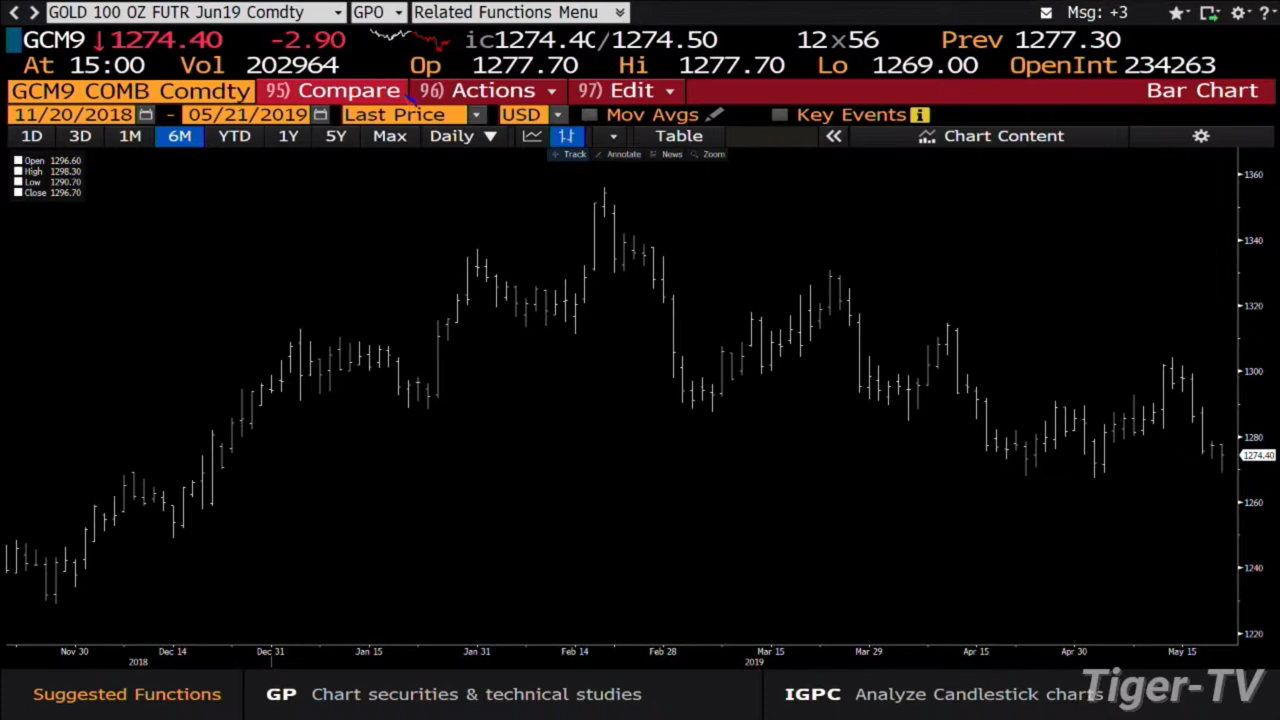 GOLD 100 OZ FUTR Jun19 Comdty GPO Related Functions Menu Msg: +3 ?
GCM9 ↓1274.40 -2.90 ic1274.40/1274.50 12x56 Prev 1277.30
At 15:00 Vol 202964 Op 1277.70 Hi 1277.70 Lo 1269.00 OpenInt 234263
GCM9 COMB Comdty 95) Compare 96) Actions 97) Edit Bar Chart
11/20/2018 - 05/21/2019 Last Price USD Mov Avgs Key Events i
1D 3D 1M 6M YTD 1Y 5Y Max Daily ▼ Table « Chart Content
Track Annotate News Zoom
Open 1296.60
High 1298.30
Low 1290.70
Close 1296.70
1360
1340
1320
1300
1280
1274.40
1260
1240
1220
Nov 30 Dec 14 Dec 31 Jan 15 Jan 31 Feb 14 Feb 28 Mar 15 Mar 29 Apr 15 Apr 30 May 15
2018 2019
Suggested Functions GP Chart securities & technical studies IGPC Analyze Candlestick charts
Tiger-TV